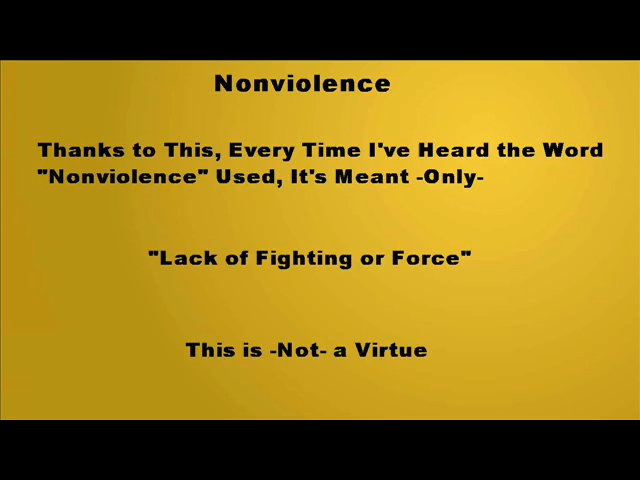 Nonviolence
Thanks to This, Every Time I've Heard the Word
"Nonviolence" Used, It's Meant -Only-
"Lack of Fighting or Force"
This is -Not- a Virtue